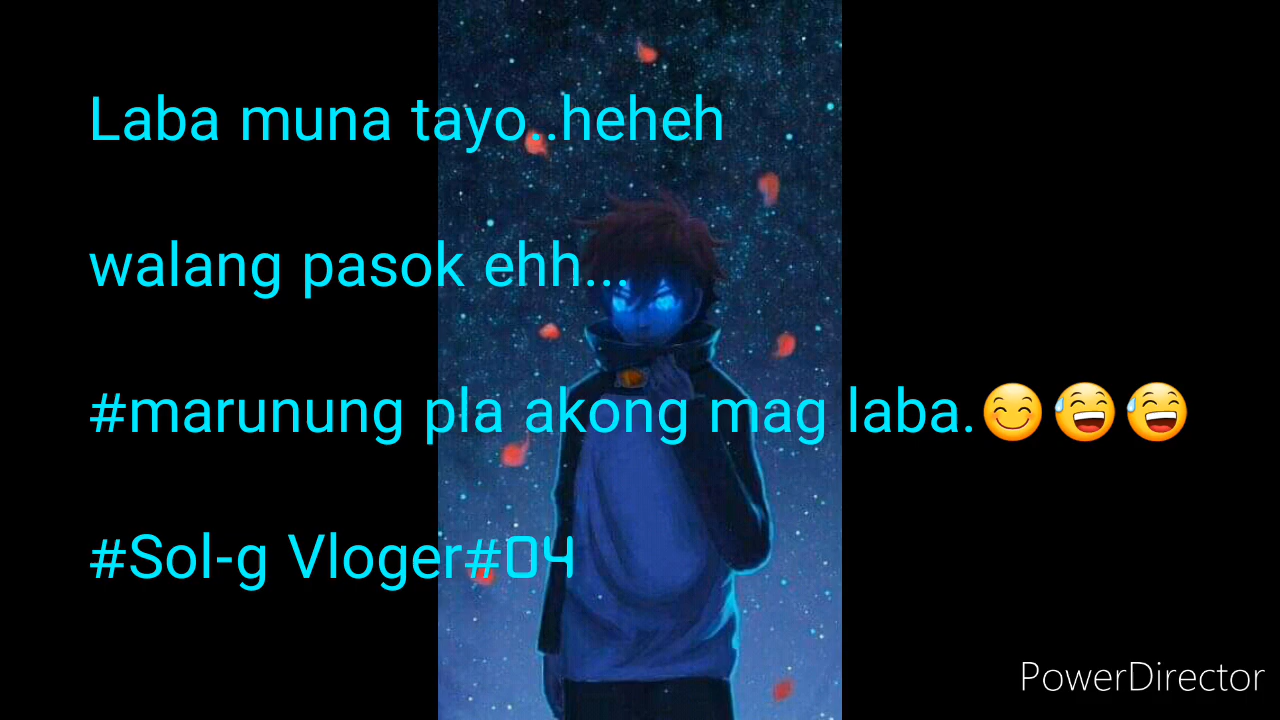 Laba muna tayo..heheh
walang pasok ehh...
#marunung pla akong mag laba.😊😅😅
#Sol-g Vloger#04
PowerDirector